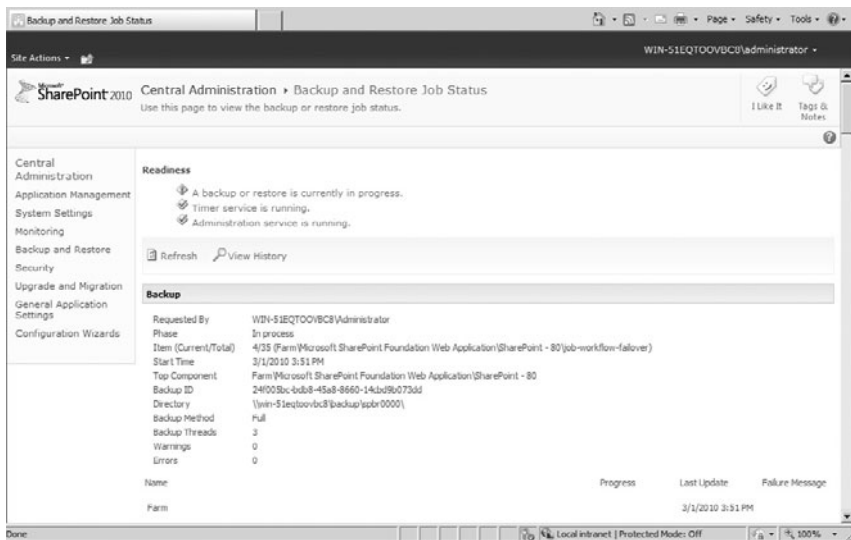 Backup and Restore Job Status
Page Safety Tools
WIN-51EQTOOVBC8\administrator
Site Actions
Microsoft
SharePoint 2010
Central Administration Backup and Restore Job Status
Use this page to view the backup or restore job status.
I Like It
Tags & Notes
Central Administration
Application Management
System Settings
Monitoring
Backup and Restore
Security
Upgrade and Migration
General Application Settings
Configuration Wizards
Readiness
A backup or restore is currently in progress.
Timer service is running.
Administration service is running.
Refresh View History
Backup
Requested By WIN-51EQTOOVBC8\Administrator
Phase In process
Item (Current/Total) 4/35 (Farm\Microsoft SharePoint Foundation Web Application\SharePoint - 80\job-workflow-failover)
Start Time 3/1/2010 3:51 PM
Top Component Farm\Microsoft SharePoint Foundation Web Application\SharePoint - 80
Backup ID 24f005bc-bdb8-45a8-8660-14cbd9b073dd
Directory \\win-51eqtoovbc8\backup\spbr0000\
Backup Method Full
Backup Threads 3
Warnings 0
Errors 0
Name Progress Last Update Failure Message
Farm 3/1/2010 3:51 PM
Done Local intranet | Protected Mode: Off 100%